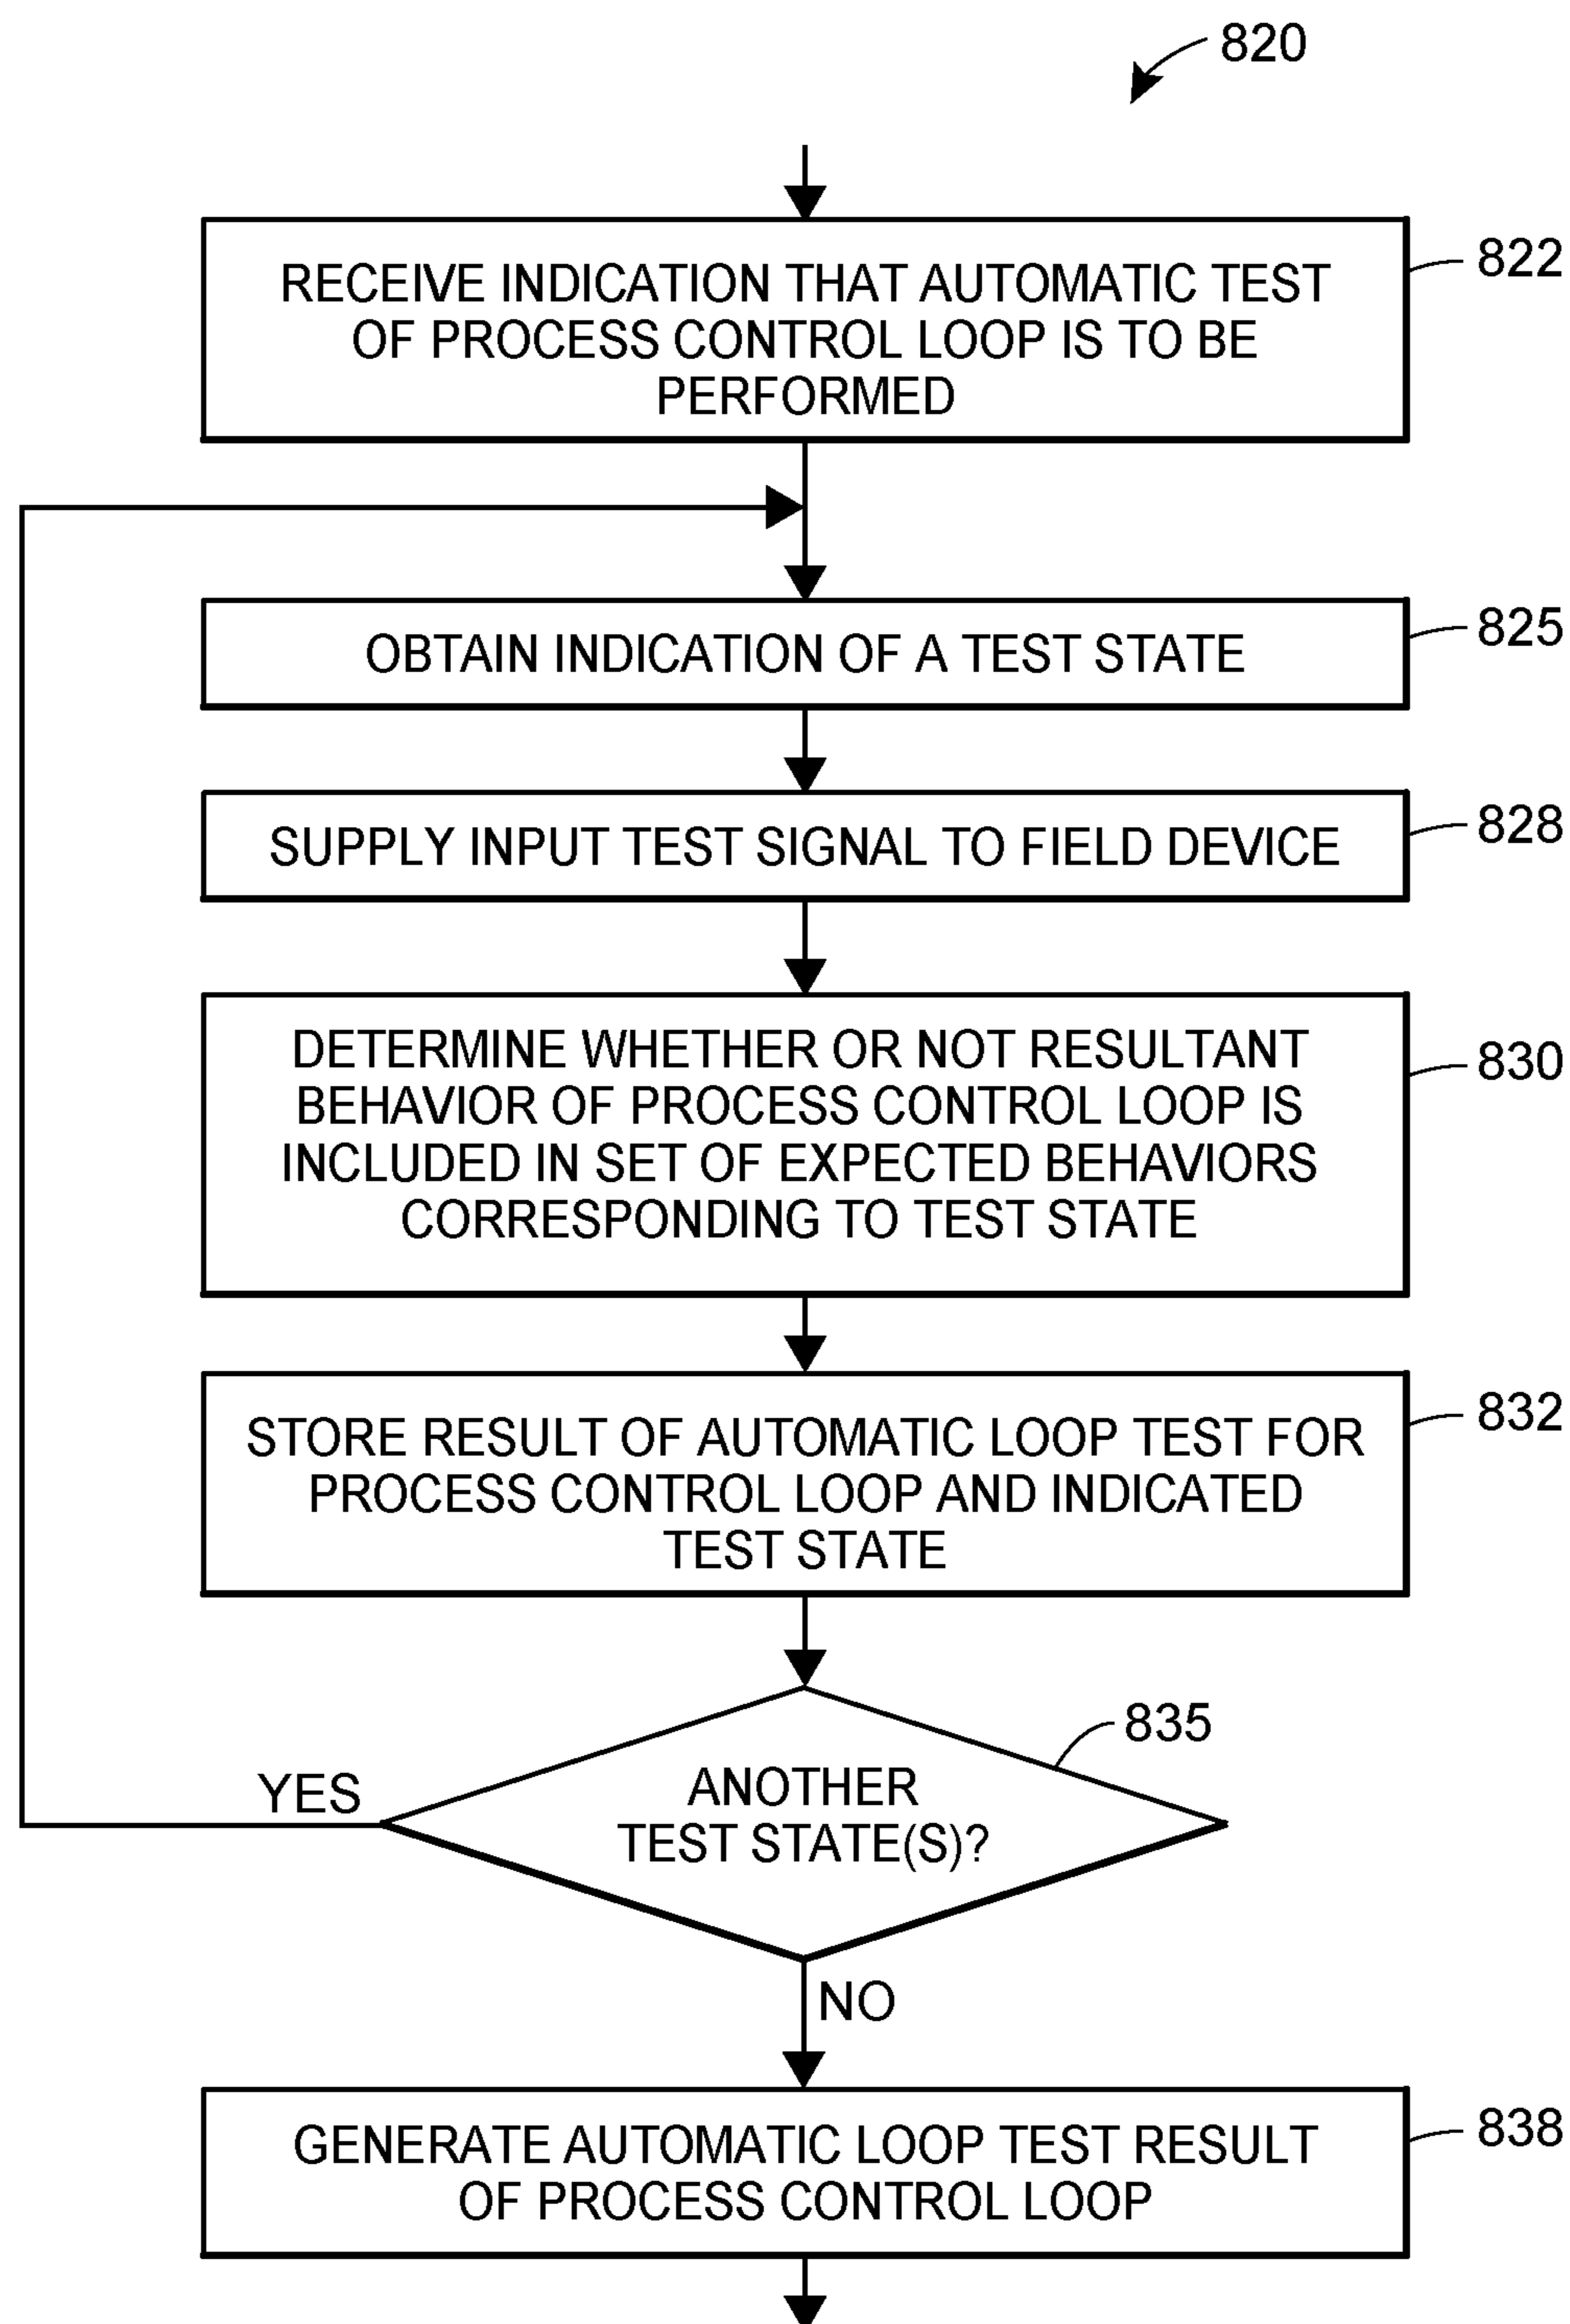 820
RECEIVE INDICATION THAT AUTOMATIC TEST
OF PROCESS CONTROL LOOP IS TO BE
PERFORMED
822
OBTAIN INDICATION OF A TEST STATE
825
SUPPLY INPUT TEST SIGNAL TO FIELD DEVICE
828
DETERMINE WHETHER OR NOT RESULTANT
BEHAVIOR OF PROCESS CONTROL LOOP IS
INCLUDED IN SET OF EXPECTED BEHAVIORS
CORRESPONDING TO TEST STATE
830
STORE RESULT OF AUTOMATIC LOOP TEST FOR
PROCESS CONTROL LOOP AND INDICATED
TEST STATE
832
835
ANOTHER
TEST STATE(S)?
YES
NO
GENERATE AUTOMATIC LOOP TEST RESULT
OF PROCESS CONTROL LOOP
838